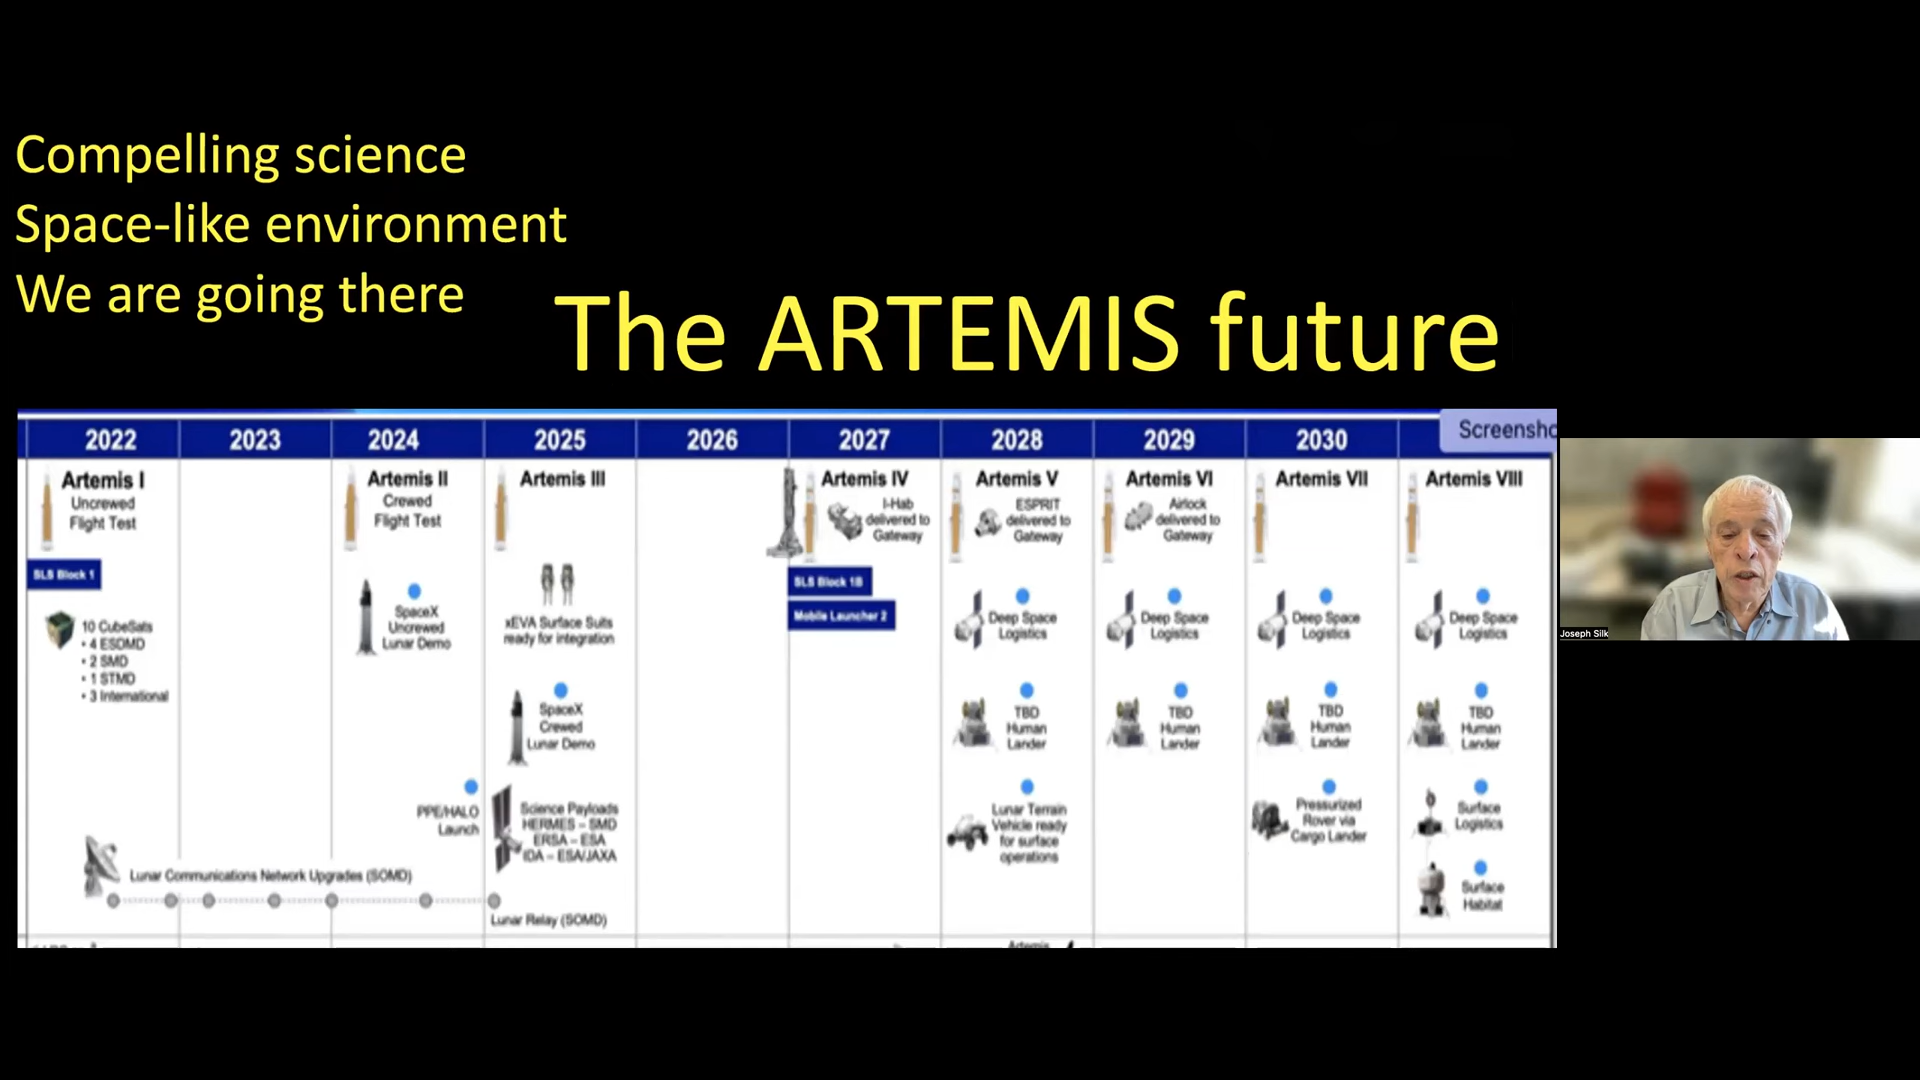 Compelling science
Space-like environment
We are going there
The ARTEMIS future
2022
2023
2024
2025
2026
2027
2028
2029
2030
Screensho
Artemis I
Uncrewed
Flight Test
SLS Block 1
10 CubeSats
• 4 ESDMD
• 2 SMD
• 1 STMD
• 3 International
Lunar Communications Network Upgrades (SOMD)
Artemis II
Crewed
Flight Test
SpaceX
Uncrewed
Lunar Demo
PPE/HALO
Launch
Artemis III
xEVA Surface Suits
ready for integration
SpaceX
Crewed
Lunar Demo
Science Payloads
HERMES – SMD
ERSA – ESA
IDA – ESA/JAXA
Lunar Relay (SOMD)
Artemis IV
I-Hab
delivered to
Gateway
SLS Block 1B
Mobile Launcher 2
Artemis V
ESPRIT
delivered to
Gateway
Deep Space
Logistics
TBD
Human
Lander
Lunar Terrain
Vehicle ready
for surface
operations
Artemis
Artemis VI
Airlock
delivered to
Gateway
Deep Space
Logistics
TBD
Human
Lander
Artemis VII
Deep Space
Logistics
TBD
Human
Lander
Pressurized
Rover via
Cargo Lander
Artemis VIII
Deep Space
Logistics
TBD
Human
Lander
Surface
Logistics
Surface
Habitat
Joseph Silk